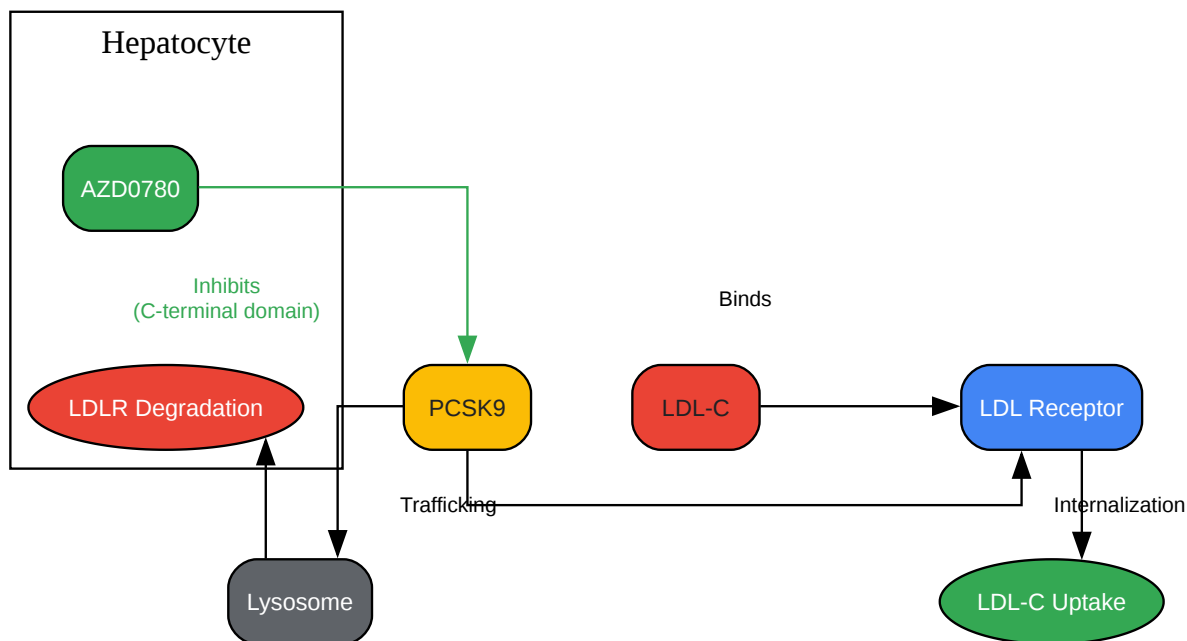 Hepatocyte
AZD0780
Inhibits
(C-terminal domain)
Binds
LDLR Degradation
PCSK9
LDL-C
LDL Receptor
Trafficking
Internalization
Lysosome
LDL-C Uptake